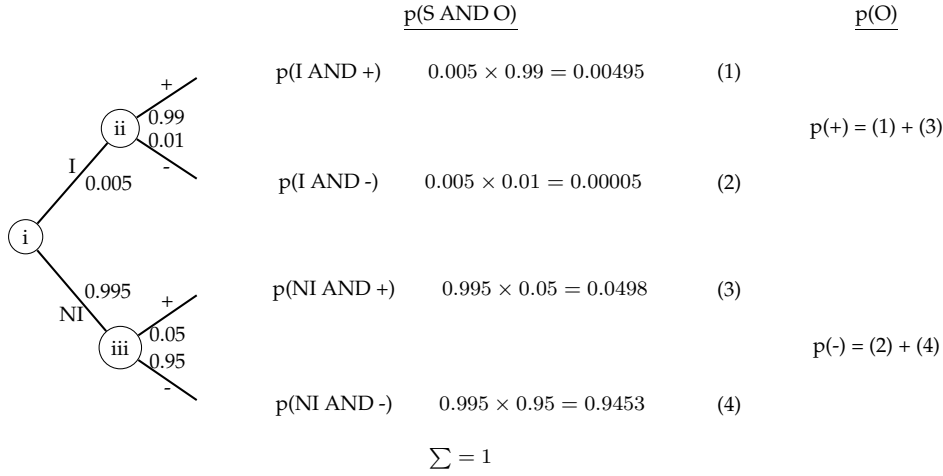 p(S AND O) p(O)
+ p(I AND +) 0.005 × 0.99 = 0.00495 (1)
ii 0.99
0.01 p(+) = (1) + (3)
-
I 0.005 p(I AND -) 0.005 × 0.01 = 0.00005 (2)
i
0.995 p(NI AND +) 0.995 × 0.05 = 0.0498 (3)
NI +
iii 0.05
0.95 p(-) = (2) + (4)
-
p(NI AND -) 0.995 × 0.95 = 0.9453 (4)
∑ = 1